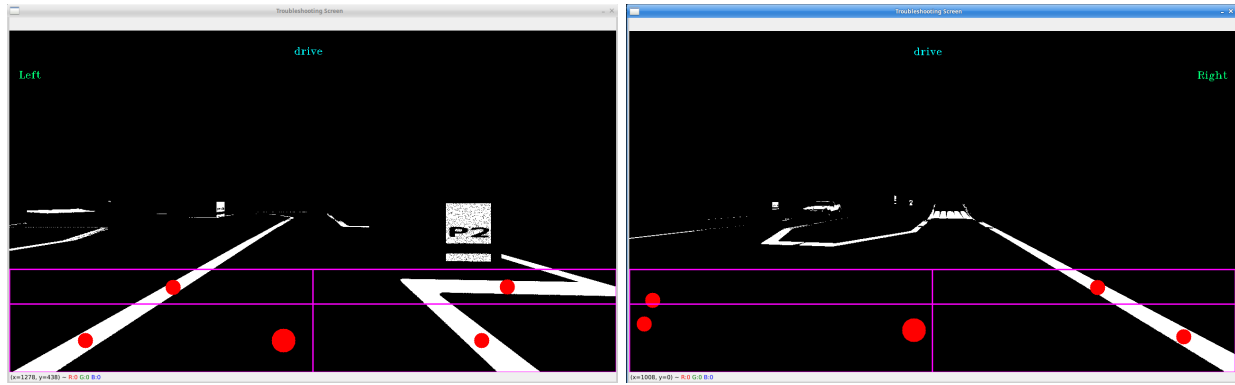 Troubleshooting Screen
drive
Left
P2
(x=1278, y=438) ~ R:0 G:0 B:0
Troubleshooting Screen
drive
Right
(x=1008, y=0) ~ R:0 G:0 B:0